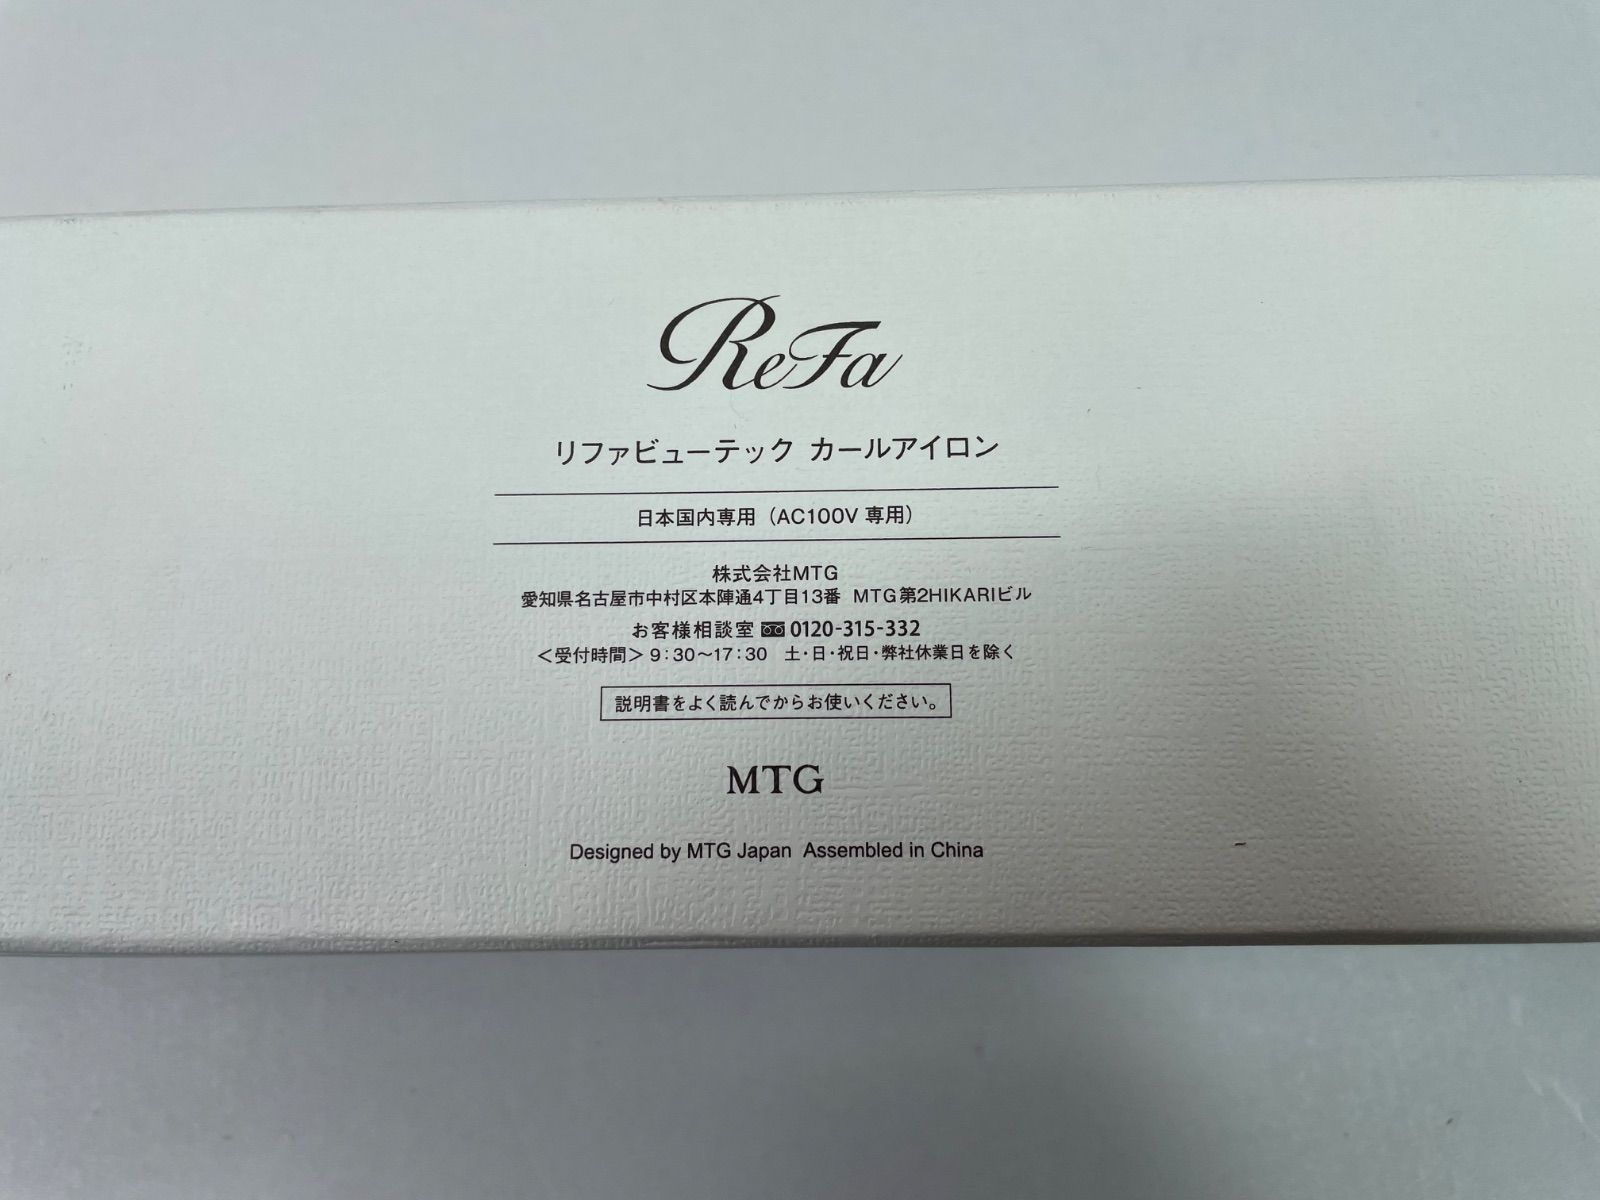 ReFa
リファビューテック カールアイロン
日本国内専用（AC100V 専用）
株式会社MTG
愛知県名古屋市中村区本陣通4丁目13番 MTG第2HIKARIビル
お客様相談室 0120-315-332
＜受付時間＞9:30～17:30 土・日・祝日・弊社休業日を除く
説明書をよく読んでからお使いください。
MTG
Designed by MTG Japan Assembled in China